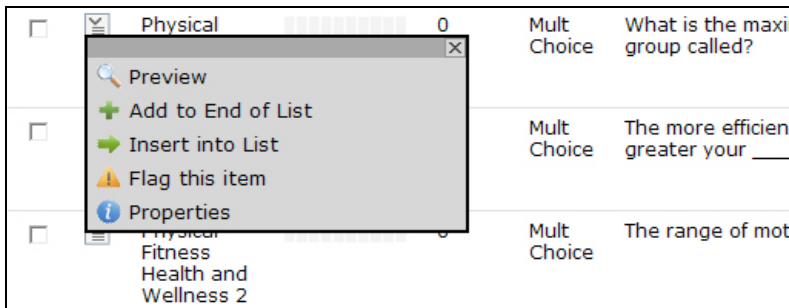 Physical 0 Mult What is the maxi
Choice group called?
Preview
Add to End of List
Insert into List
Flag this item
Properties
Mult The more efficien
Choice greater your ____
Physical Mult The range of mot
Fitness Choice
Health and
Wellness 2